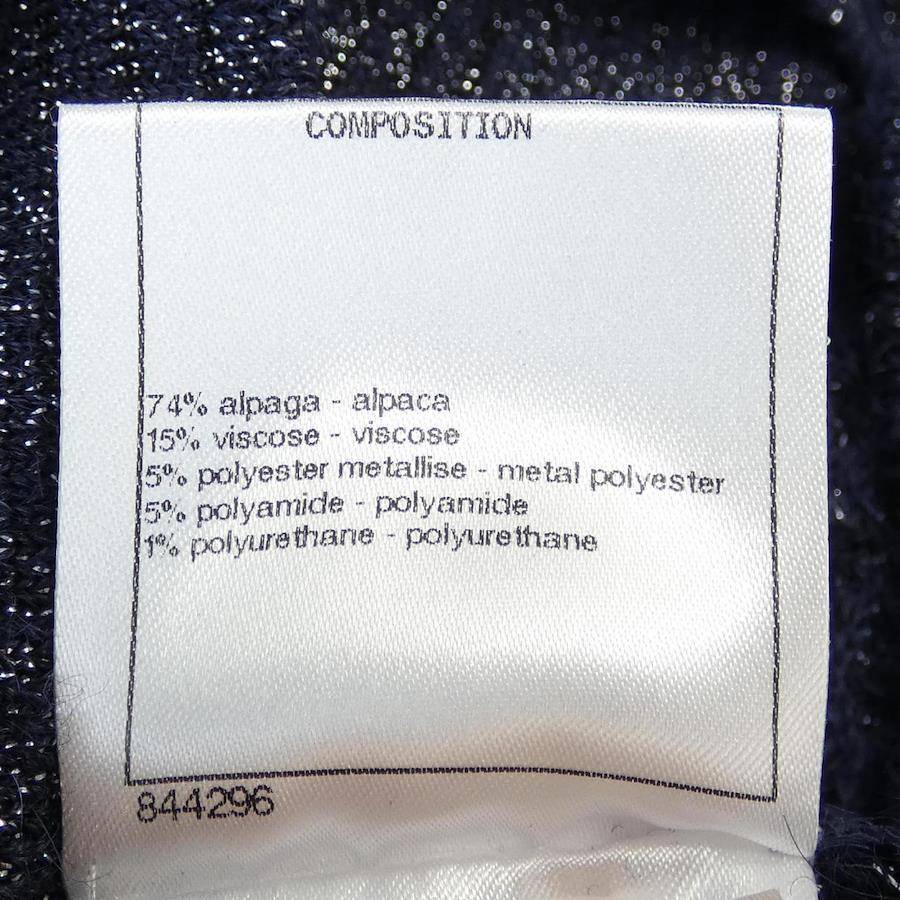 COMPOSITION
74% alpaga - alpaca
15% viscose - viscose
5% polyester metallise - metal polyester
5% polyamide - polyamide
1% polyurethane - polyurethane
844296